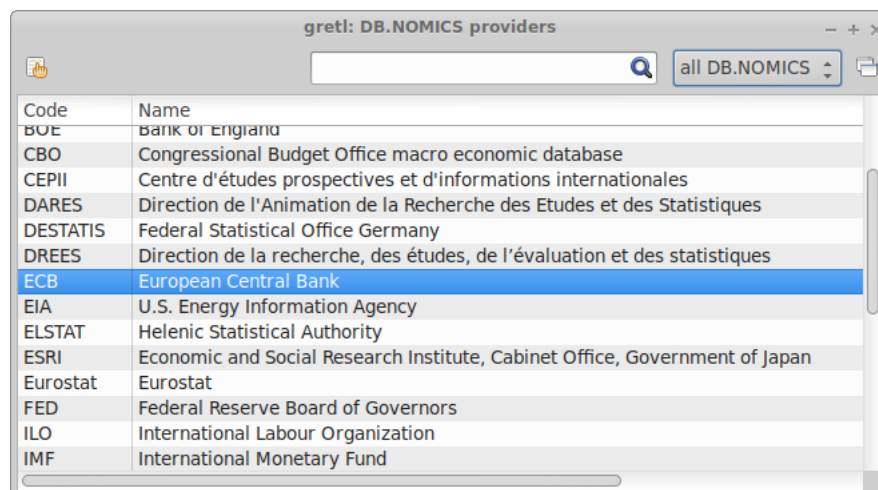 gretl: DB.NOMICS providers
all DB.NOMICS
Code Name
BOE Bank of England
CBO Congressional Budget Office macro economic database
CEPII Centre d'études prospectives et d'informations internationales
DARES Direction de l'Animation de la Recherche des Etudes et des Statistiques
DESTATIS Federal Statistical Office Germany
DREES Direction de la recherche, des études, de l’évaluation et des statistiques
ECB European Central Bank
EIA U.S. Energy Information Agency
ELSTAT Helenic Statistical Authority
ESRI Economic and Social Research Institute, Cabinet Office, Government of Japan
Eurostat Eurostat
FED Federal Reserve Board of Governors
ILO International Labour Organization
IMF International Monetary Fund